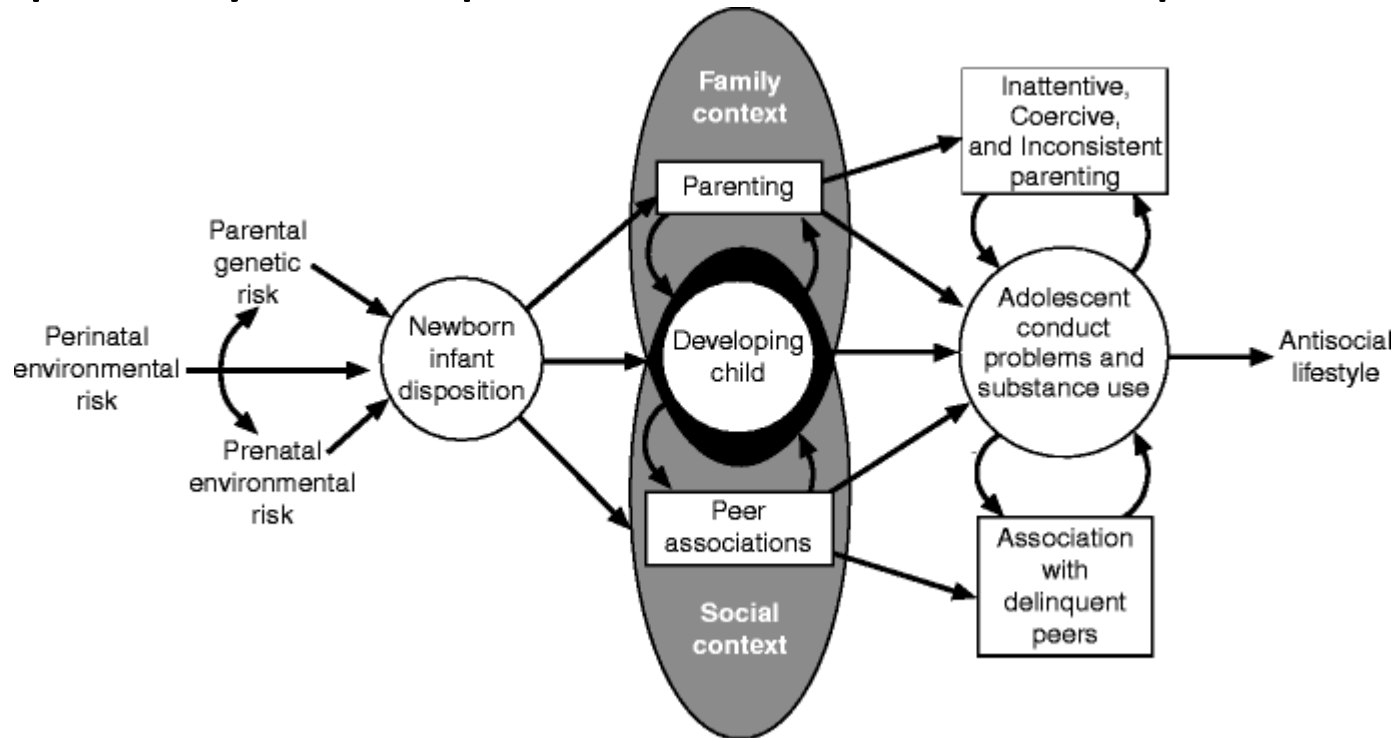 Family
context
Inattentive,
Coercive,
and Inconsistent
parenting
Parenting
Parental
genetic
risk
Perinatal
environmental
risk
Newborn
infant
disposition
Developing
child
Adolescent
conduct
problems and
substance use
Antisocial
lifestyle
Prenatal
environmental
risk
Peer
associations
Association
with
delinquent
peers
Social
context